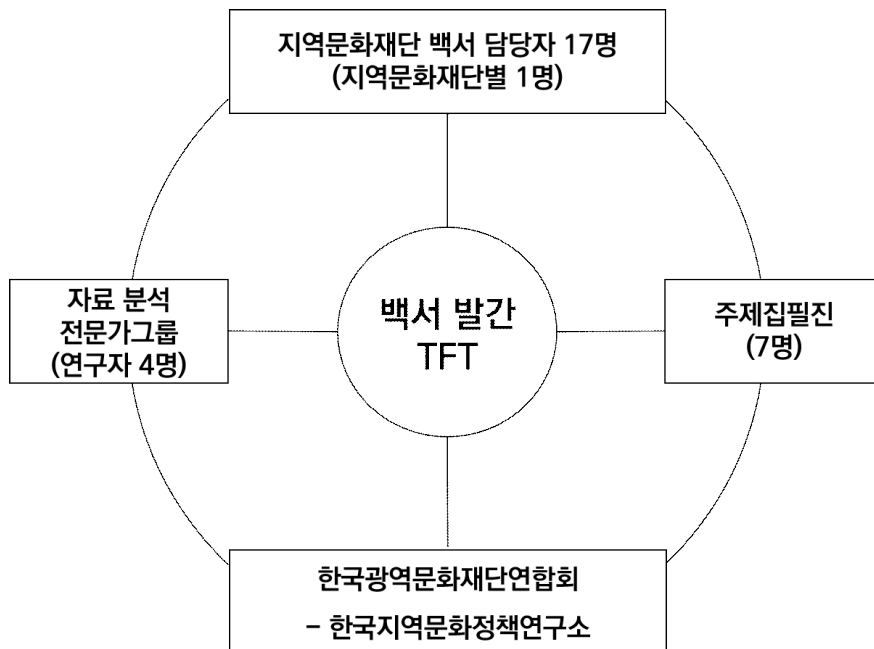 지역문화재단 백서 담당자 17명
(지역문화재단별 1명)
자료 분석
전문가그룹
(연구자 4명)
백서 발간
TFT
주제집필진
(7명)
한국광역문화재단연합회
– 한국지역문화정책연구소